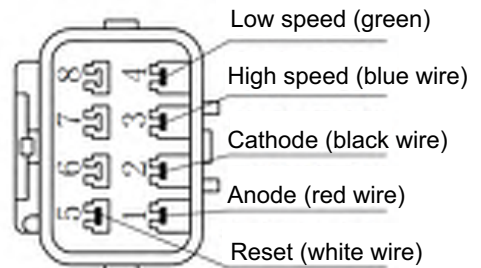 Low speed (green)
8 4
High speed (blue wire)
7 3
Cathode (black wire)
6 2
Anode (red wire)
5 1
Reset (white wire)